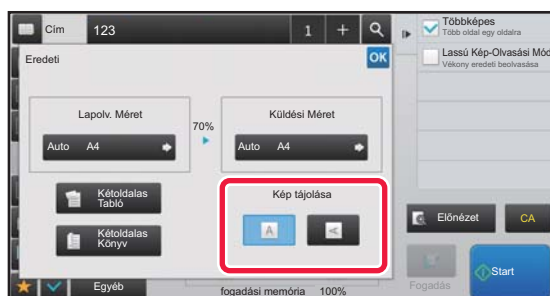 Cím
123
1
+
Többképes
Több oldal egy oldalra
Eredeti
OK
Lassú Kép-Olvasási Mód
Vékony eredeti beolvasása
Lapolv. Méret
70%
Küldési Méret
Auto A4
Auto A4
Kétoldalas
Tabló
Kép tájolása
A
A
Kétoldalas
Könyv
Előnézet
CA
Egyéb
fogadási memória 100%
Fogadás
Start